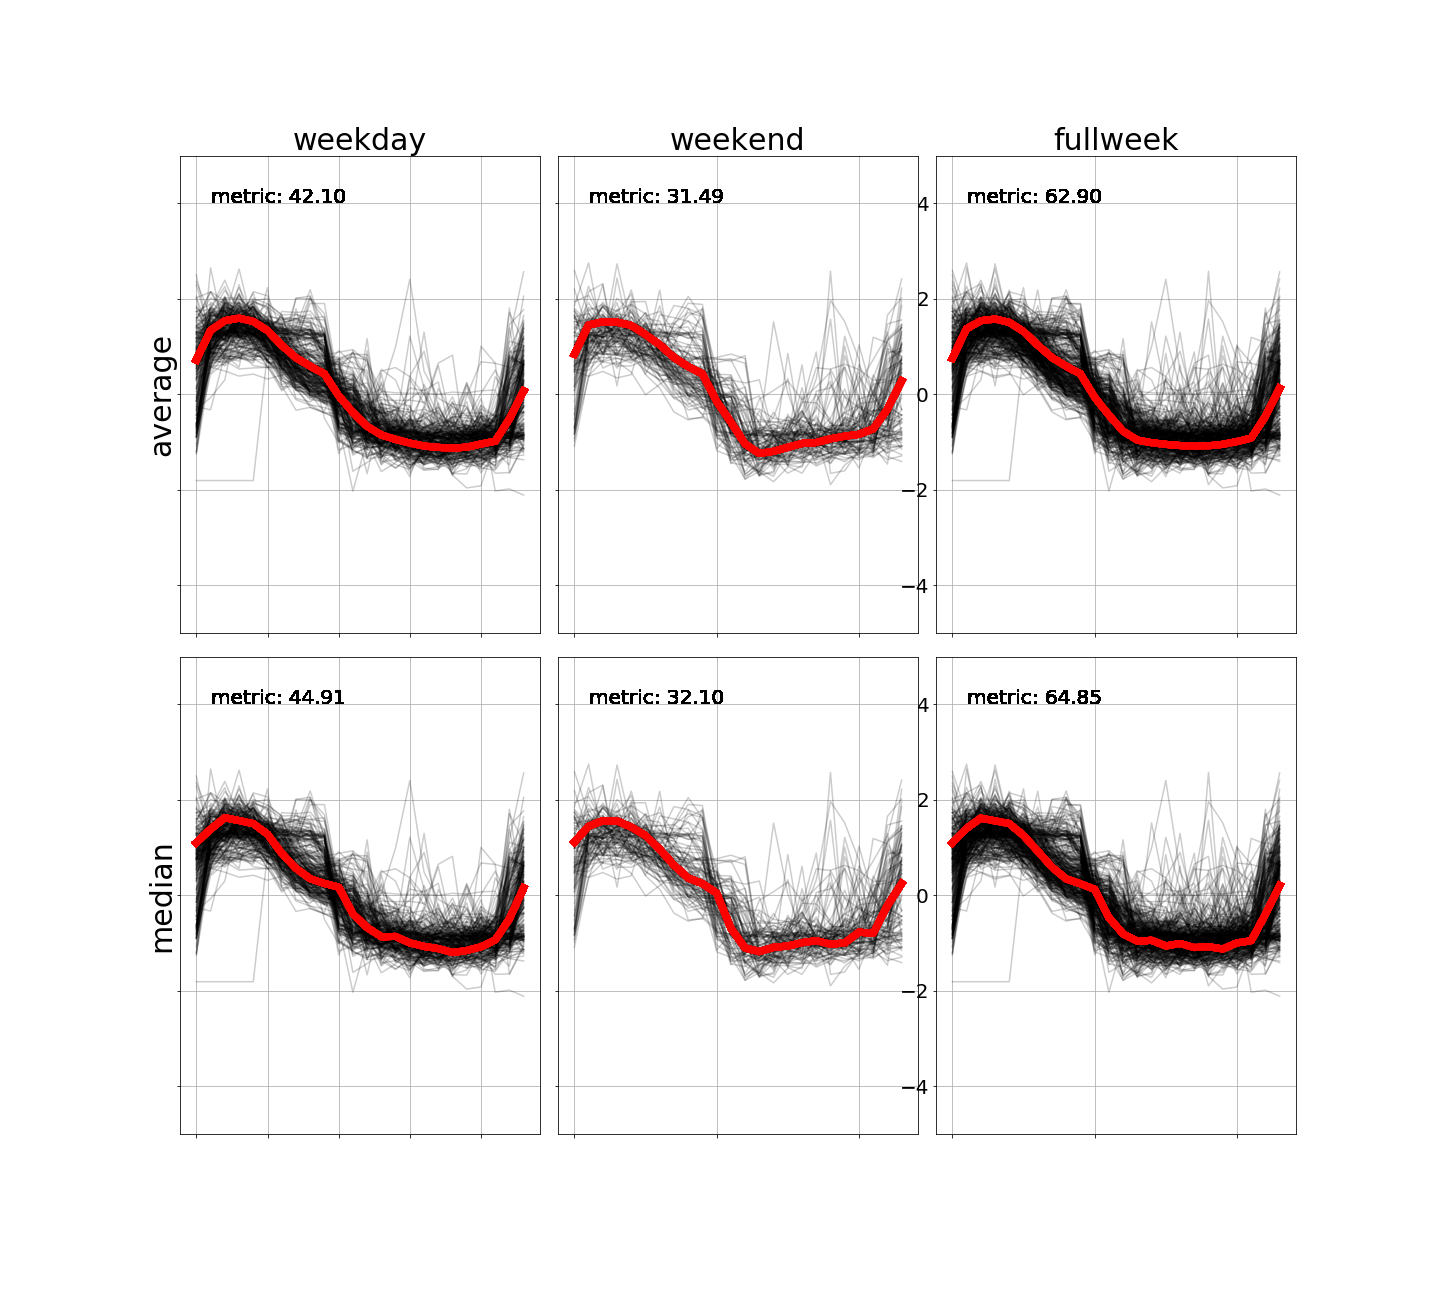 weekday
weekend
fullweek
average
metric: 42.10
metric: 31.49
metric: 62.90
4
2
0
−2
−4
median
metric: 44.91
metric: 32.10
metric: 64.85
4
2
0
−2
−4